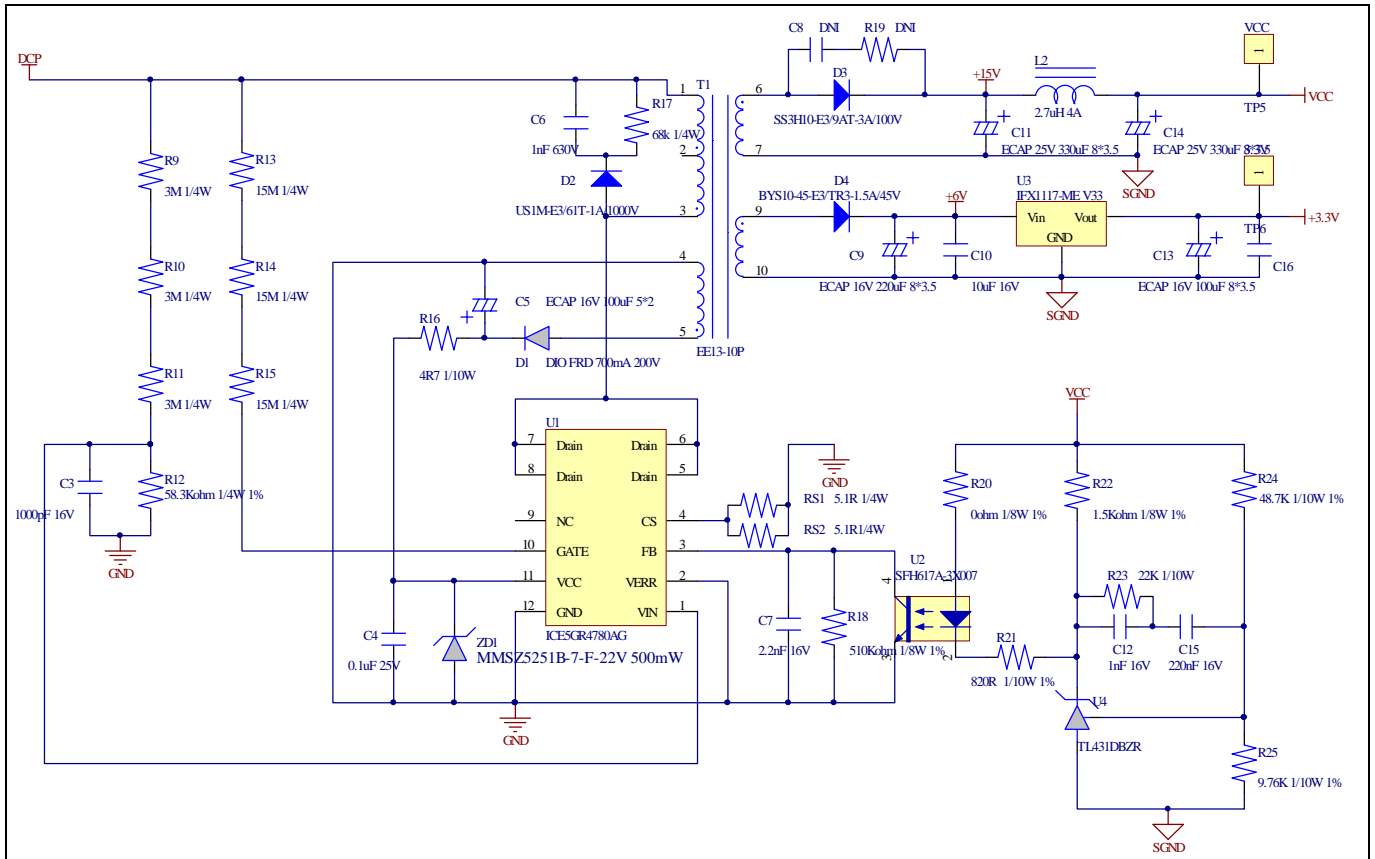 DCP
C8 DNI R19 DNI
VCC
1
TP5
VCC
D3
SS3H10-E3/9AT-3A/100V
+15V
L2
2.7uH 4A
C11
ECAP 25V 330uF 8*3.5
C14
ECAP 25V 330uF 8*3.5
SGND
T1
1
2
3
4
5
6
7
9
10
EE13-10P
R17
68k 1/4W
C6
1nF 630V
D2
US1M-E3/61T-1A/1000V
R9
3M 1/4W
R13
15M 1/4W
R10
3M 1/4W
R14
15M 1/4W
R11
3M 1/4W
R15
15M 1/4W
D4
BYS10-45-E3/TR3-1.5A/45V
+6V
U3
IFX1117-ME V33
Vin Vout
GND
3.3V
1
TP6
+3.3V
C9
ECAP 16V 220uF 8*3.5
C10
10uF 16V
C13
ECAP 16V 100uF 8*3.5
C16
SGND
C5 ECAP 16V 100uF 5*2
R16
4R7 1/10W
D1 DIO FRD 700mA 200V
C3
1000pF 16V
R12
58.3Kohm 1/4W 1%
GND
U1
7 Drain Drain 6
8 Drain Drain 5
9 NC CS 4
10 GATE FB 3
11 VCC VERR 2
12 GND VIN 1
ICE5GR4780AG
GND
RS1 5.1R 1/4W
RS2 5.1R1/4W
C4
0.1uF 25V
ZD1
MMSZ5251B-7-F-22V 500mW
GND
C7
2.2nF 16V
R18
510Kohm 1/8W 1%
U2
SFH617A-3X007
4
1
3
2
VCC
R20
0ohm 1/8W 1%
R22
1.5Kohm 1/8W 1%
R24
48.7K 1/10W 1%
R23 22K 1/10W
C12
1nF 16V
C15
220nF 16V
R21
820R 1/10W 1%
U4
TL431DBZR
R25
9.76K 1/10W 1%
SGND